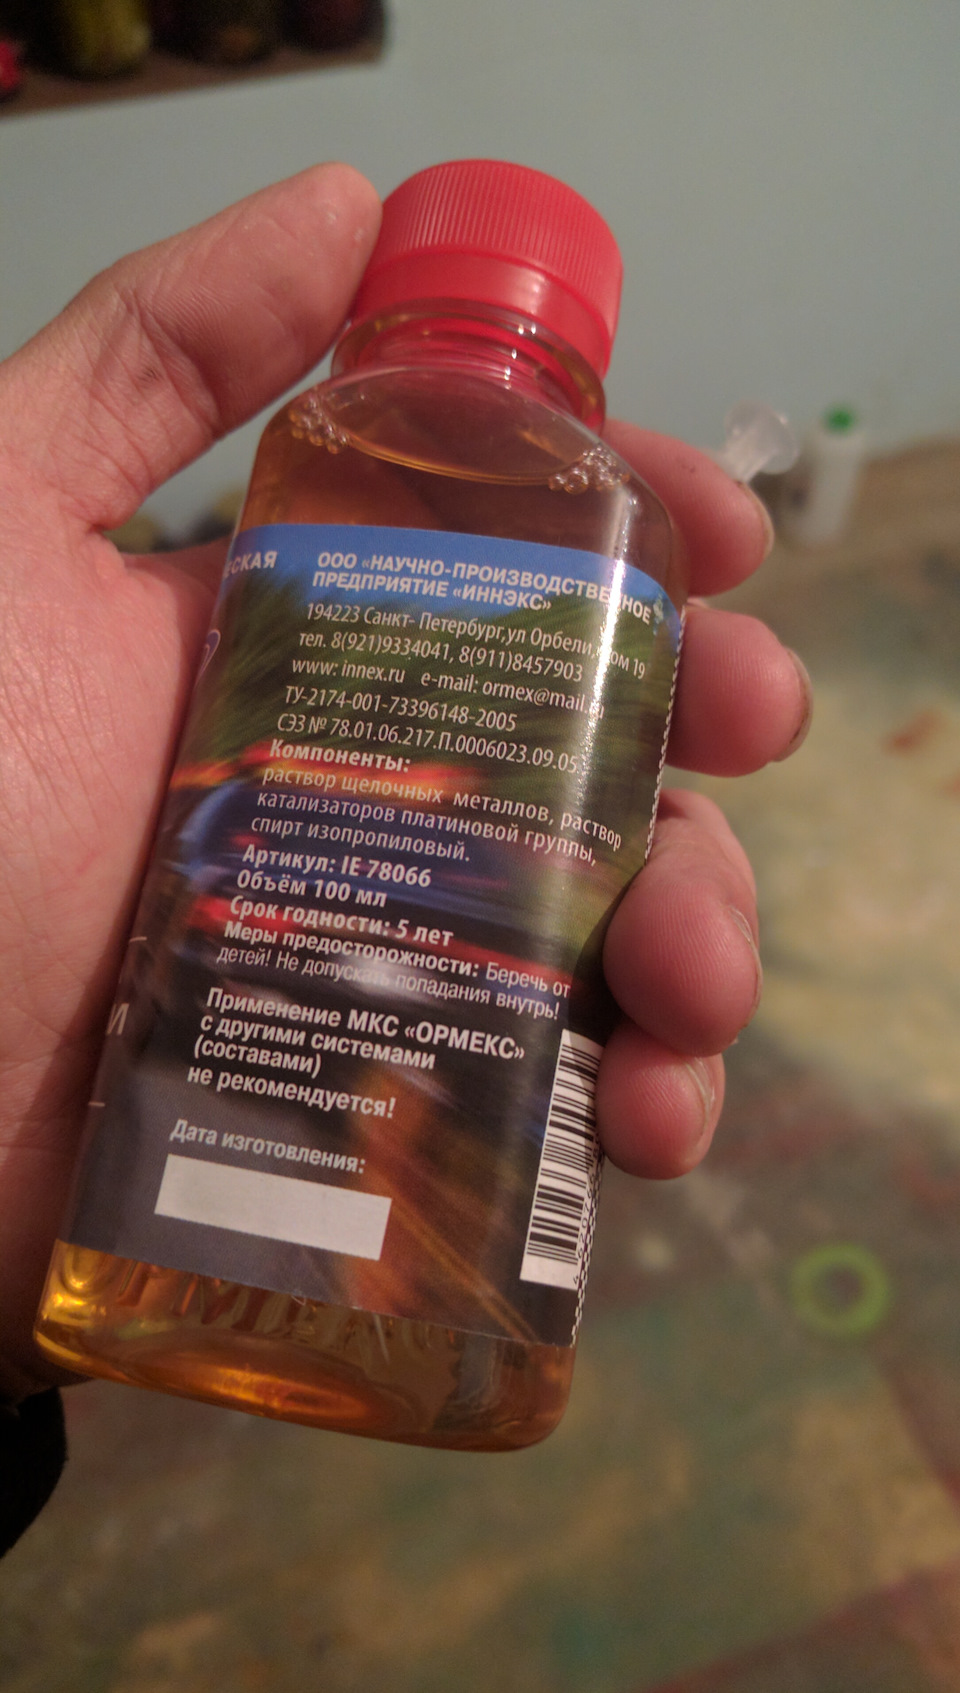 ООО «НАУЧНО-ПРОИЗВОДСТВЕННОЕ
ПРЕДПРИЯТИЕ «ИННЭКС»
194223 Санкт- Петербург,ул Орбели, дом 19
тел. 8(921)9334041, 8(911)8457903
www: innex.ru e-mail: ormex@mail.
ТУ-2174-001-73396148-2005
СЭЗ № 78.01.06.217.П.0006023.09.05
Компоненты:
раствор щелочных металлов, раствор
катализаторов платиновой группы,
спирт изопропиловый.
Артикул: IE 78066
Объём 100 мл
Срок годности: 5 лет
Меры предосторожности: Беречь от
детей! Не допускать попадания внутрь!
Применение МКС «ОРМЕКС»
с другими системами
(составами)
не рекомендуется!
Дата изготовления: